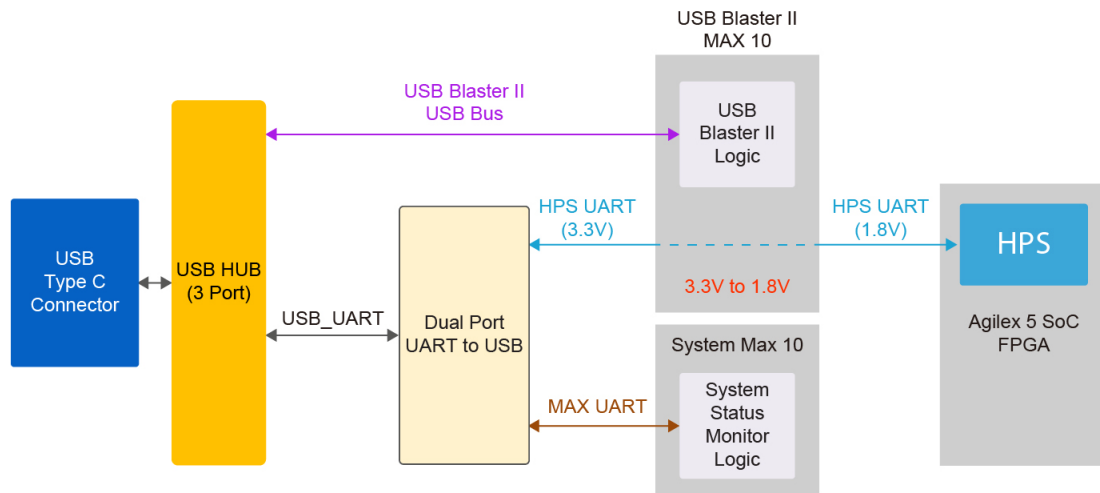 USB Blaster II
MAX 10
USB Blaster II
USB Bus
USB
Blaster II
Logic
USB
Type C
Connector
USB HUB
(3 Port)
USB_UART
Dual Port
UART to USB
HPS UART
(3.3V)
3.3V to 1.8V
HPS UART
(1.8V)
HPS
Agilex 5 SoC
FPGA
System Max 10
MAX UART
System
Status
Monitor
Logic